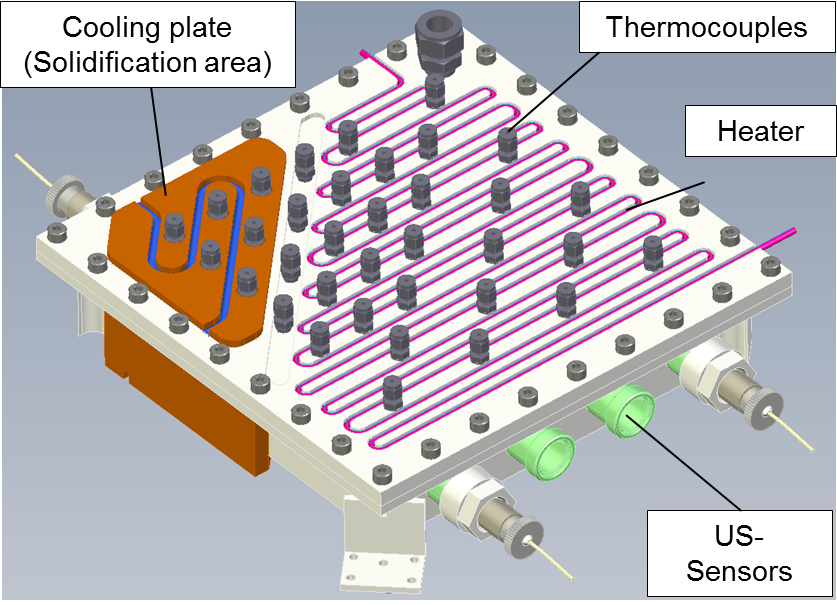 Cooling plate
(Solidification area)
Thermocouples
Heater
US-
Sensors